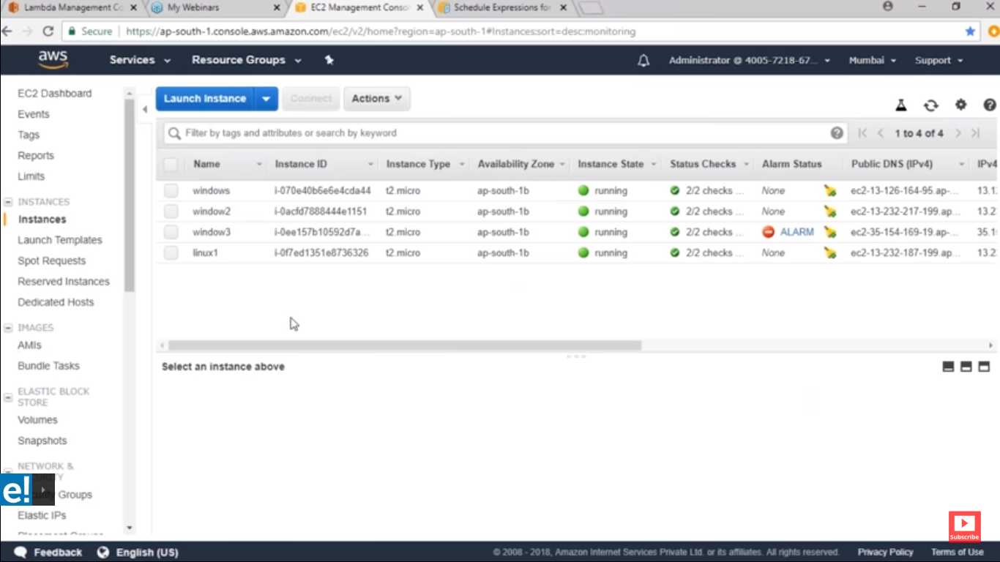 Lambda Management Co
My Webinars
EC2 Management Conso
Schedule Expressions for
Secure
https://ap-south-1.console.aws.amazon.com/ec2/v2/home?region=ap-south-1#Instances:sort=desc:monitoring
aws Services Resource Groups Administrator @ 4005-7218-67... Mumbai Support
EC2 Dashboard
Events
Tags
Reports
Limits
INSTANCES
Instances
Launch Templates
Spot Requests
Reserved Instances
Dedicated Hosts
IMAGES
AMIs
Bundle Tasks
ELASTIC BLOCK
STORE
Volumes
Snapshots
NETWORK &
Groups
Elastic IPs
Launch Instance Connect Actions
Filter by tags and attributes or search by keyword
1 to 4 of 4
Name Instance ID Instance Type Availability Zone Instance State Status Checks Alarm Status Public DNS (IPv4) IPv4
windows i-070e40b6e6e4cda44 t2.micro ap-south-1b running 2/2 checks ... None ec2-13-126-164-95.ap-... 13.1
window2 i-0acfd7888444e1151 t2.micro ap-south-1b running 2/2 checks ... None ec2-13-232-217-199.ap... 13.2
window3 i-0ee157b10592d7a... t2.micro ap-south-1b running 2/2 checks ... ALARM ec2-35-154-169-19.ap-... 35.1
linux1 i-0f7ed1351e8736326 t2.micro ap-south-1b running 2/2 checks ... None ec2-13-232-187-199.ap... 13.2
Select an instance above
e!
Subscribe
Feedback English (US) © 2008 - 2018, Amazon Internet Services Private Ltd. or its affiliates. All rights reserved. Privacy Policy Terms of Use